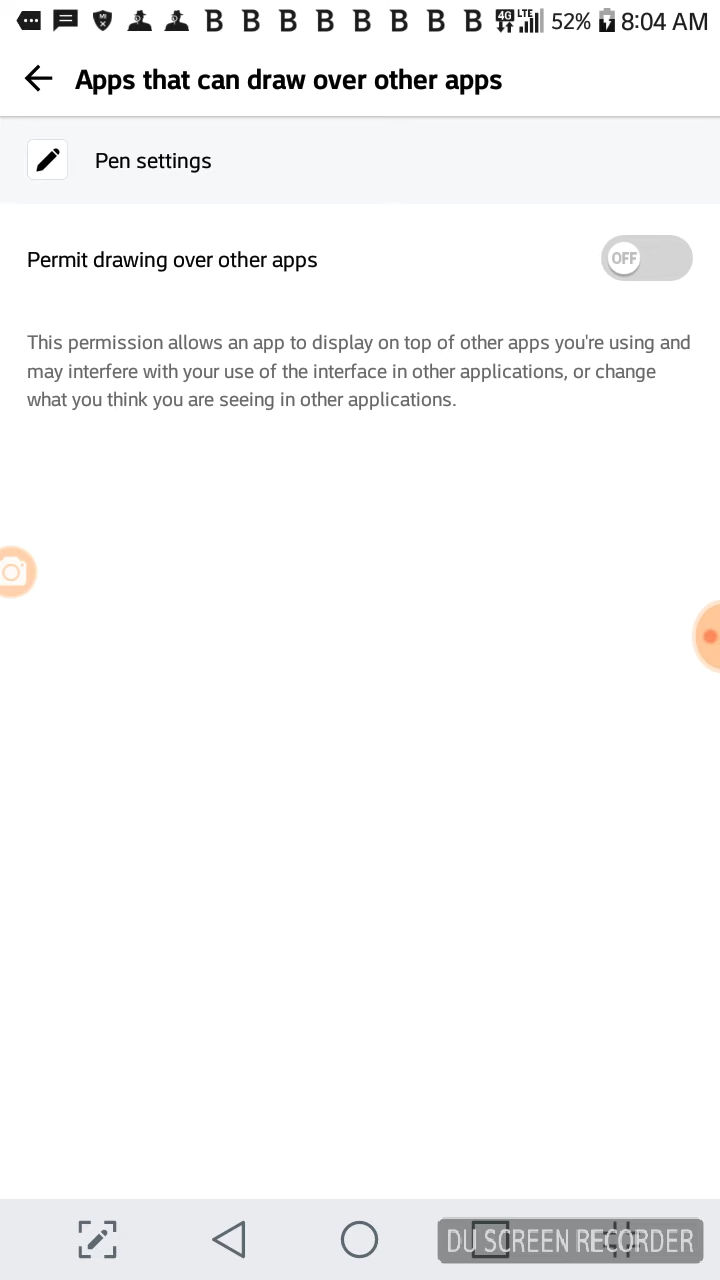 B B B B B B B B 4G LTE 52% 8:04 AM
Apps that can draw over other apps
Pen settings
Permit drawing over other apps
OFF
This permission allows an app to display on top of other apps you're using and
may interfere with your use of the interface in other applications, or change
what you think you are seeing in other applications.
DU SCREEN RECORDER